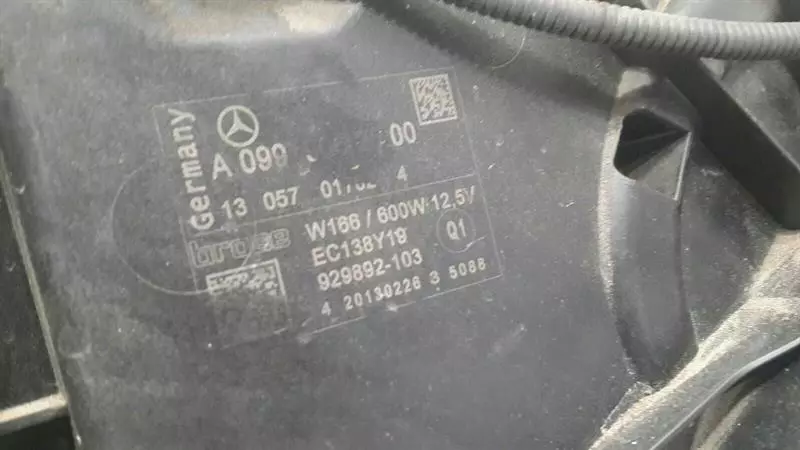 Germany
A 099 00
13 057 4
brose
W166 / 600W-12,5V
EC138Y19
Q1
929892-103
4 20130226 3 5088